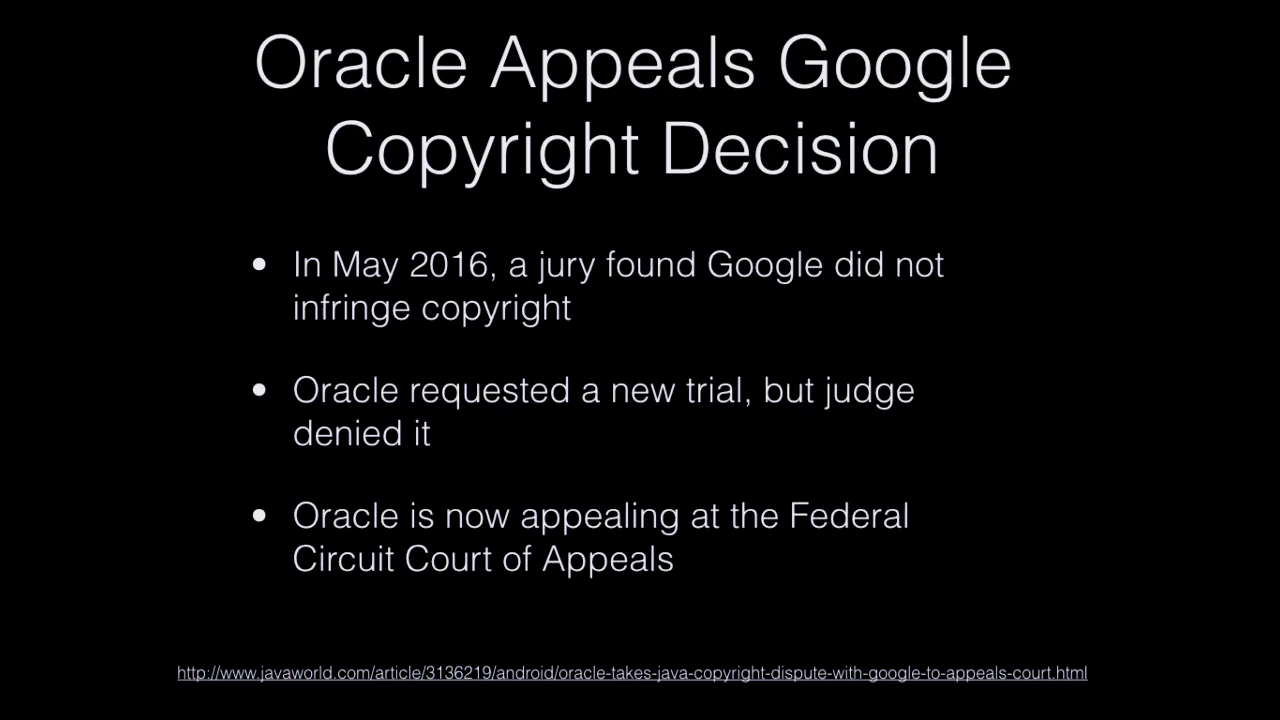 Oracle Appeals Google
Copyright Decision
• In May 2016, a jury found Google did not
infringe copyright
• Oracle requested a new trial, but judge
denied it
• Oracle is now appealing at the Federal
Circuit Court of Appeals
http://www.javaworld.com/article/3136219/android/oracle-takes-java-copyright-dispute-with-google-to-appeals-court.html